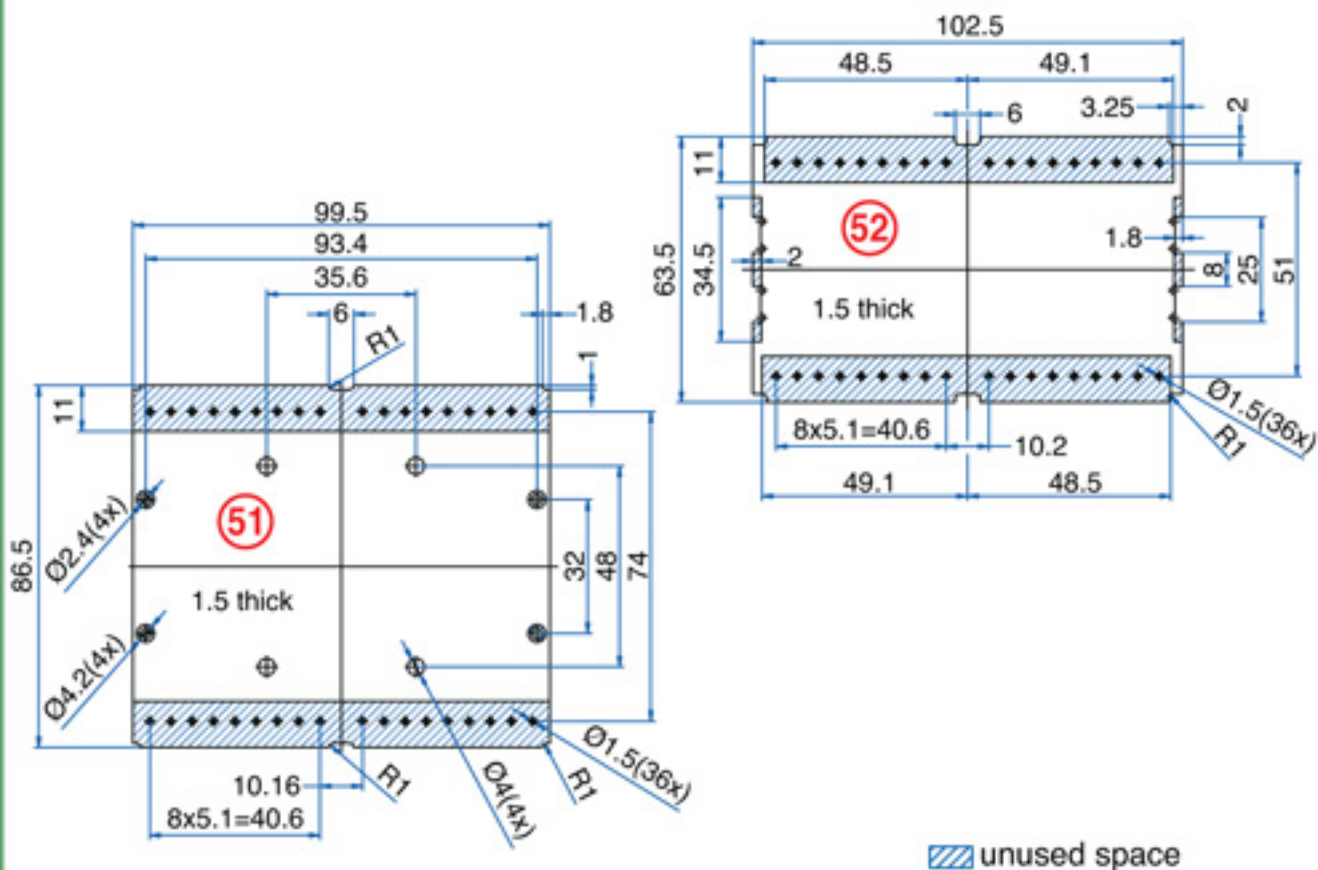 102.5
48.5
49.1
6
3.25
2
11
63.5
34.5
52
2
1.8
8
25
51
1.5 thick
8x5.1=40.6
10.2
Ø1.5(36x)
R1
49.1
48.5
99.5
93.4
35.6
6
1.8
R1
1
11
86.5
Ø2.4(4x)
51
32
48
74
1.5 thick
Ø4.2(4x)
10.16
R1
Ø4(4x)
R1
Ø1.5(36x)
8x5.1=40.6
unused space